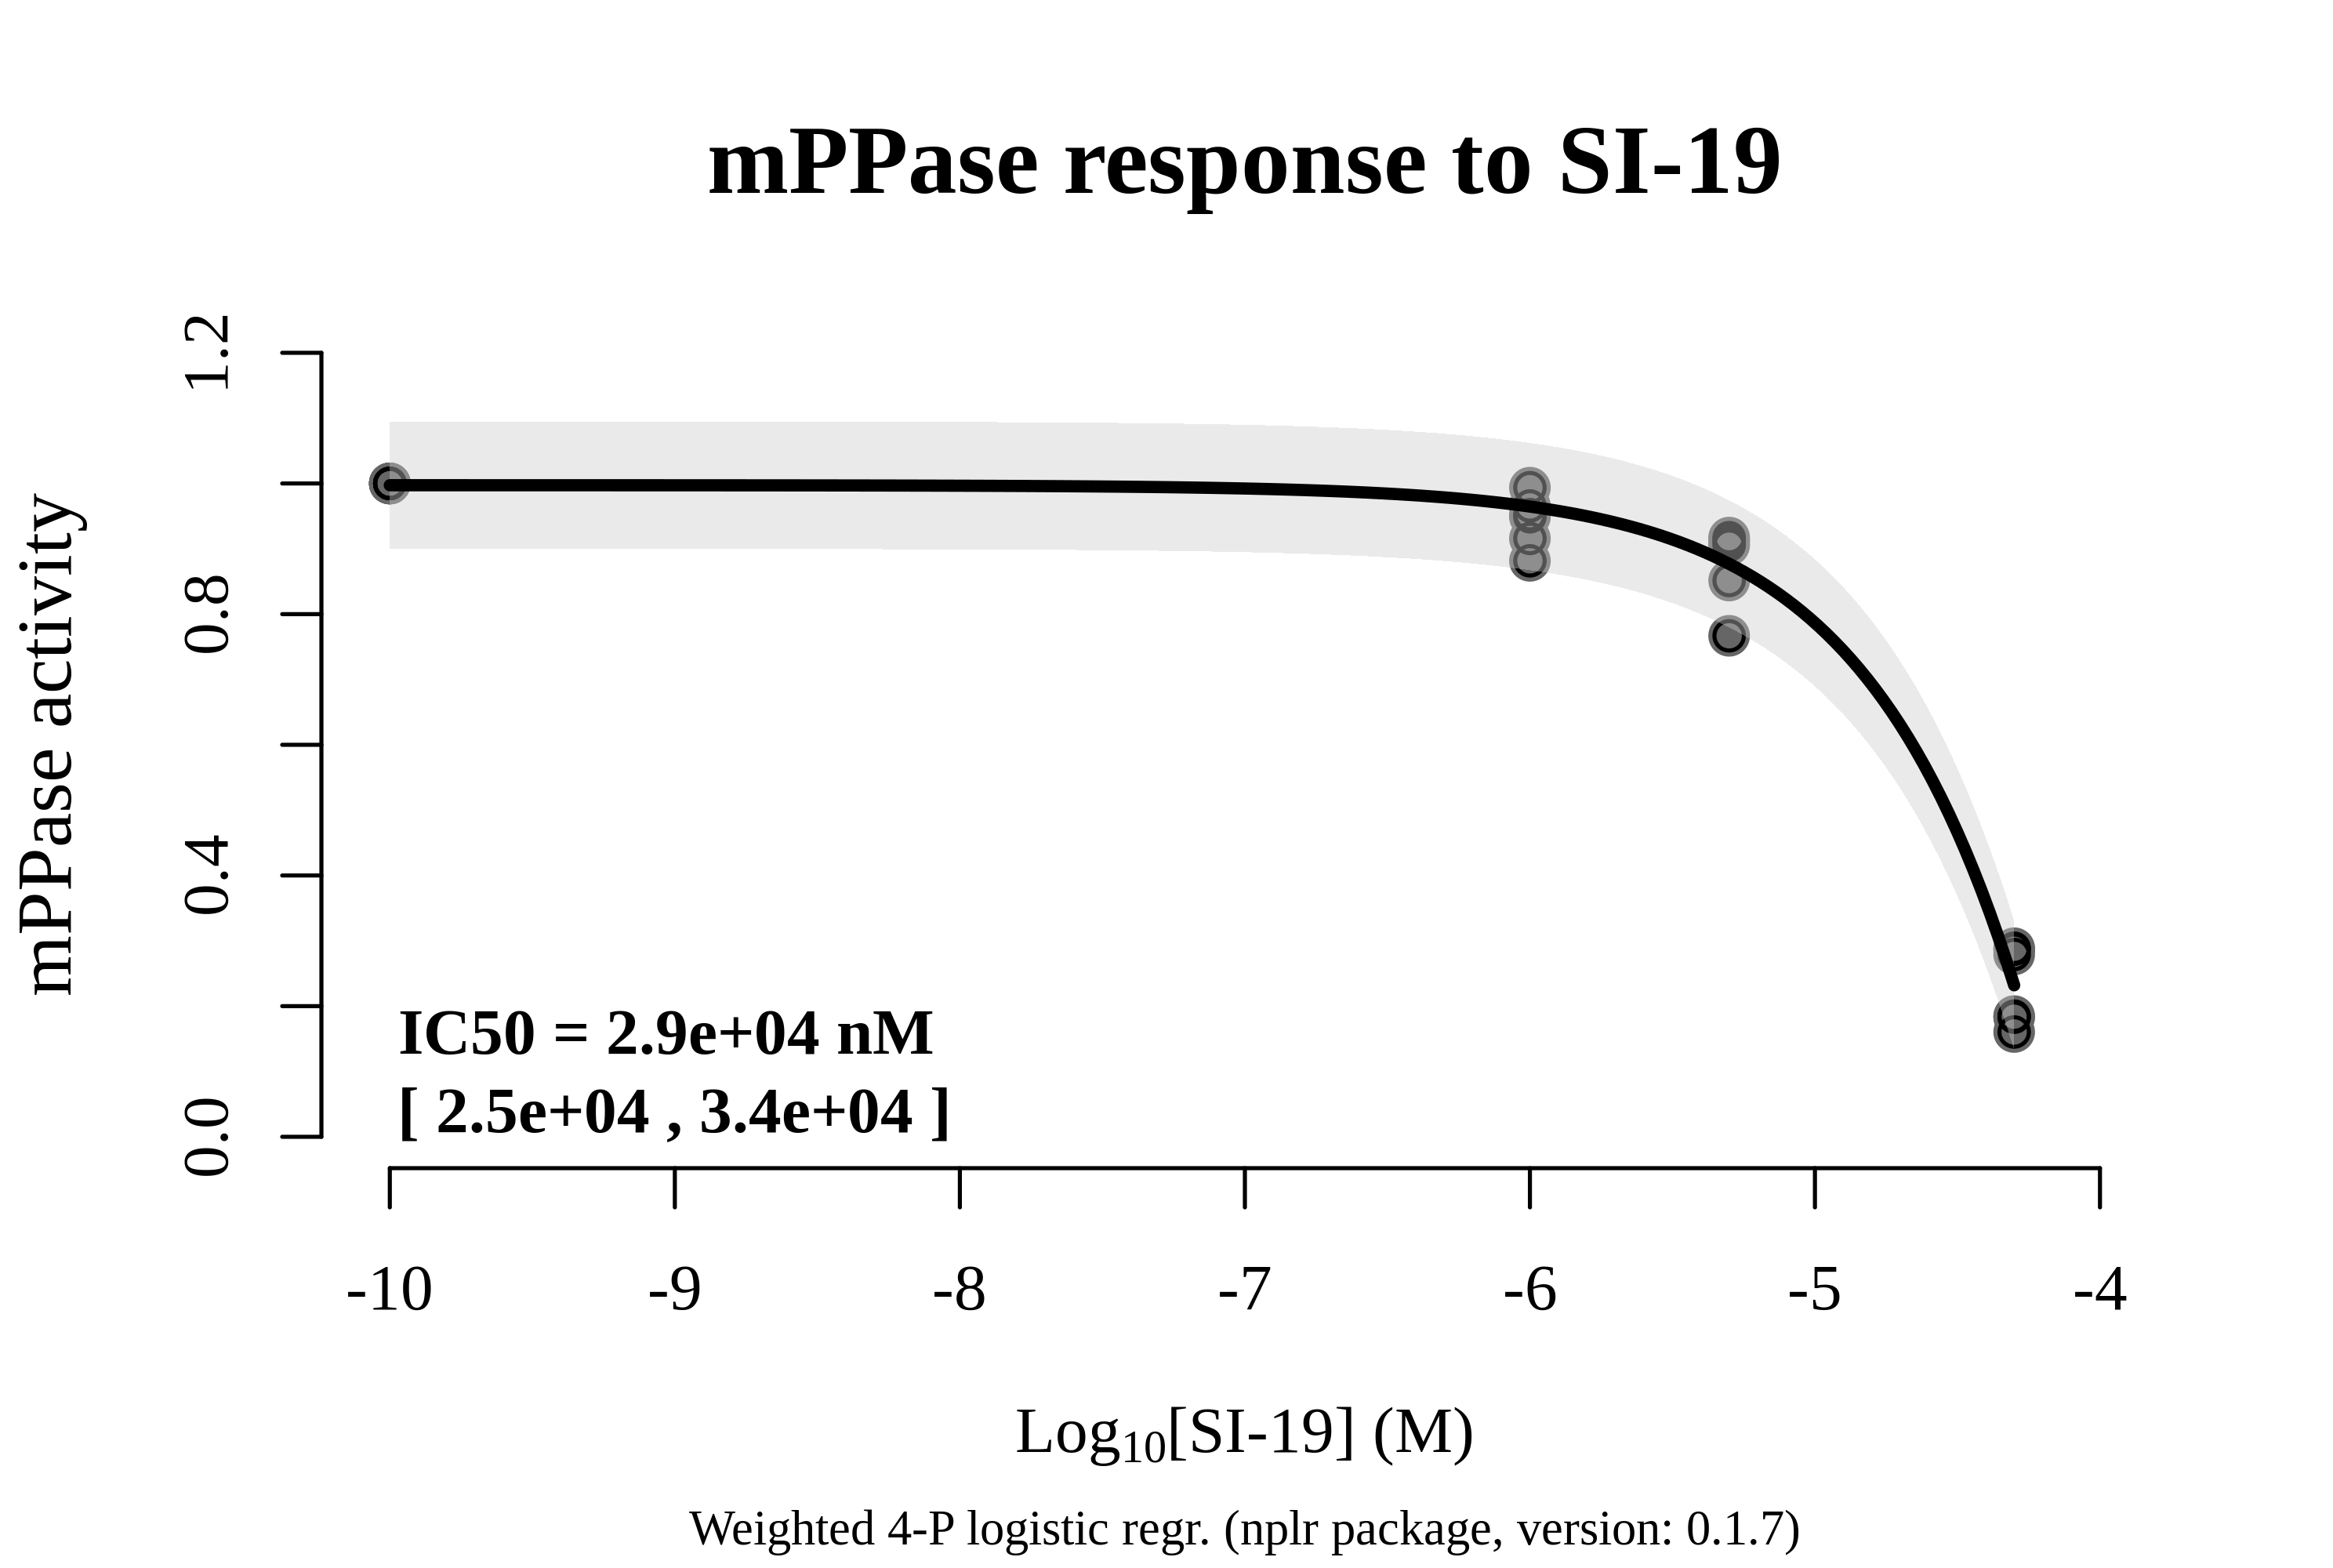 mPPase response to SI-19
mPPase activity
1.2
0.8
0.4
0.0
IC50 = 2.9e+04 nM
[ 2.5e+04 , 3.4e+04 ]
-10 -9 -8 -7 -6 -5 -4
Log10[SI-19] (M)
Weighted 4-P logistic regr. (nplr package, version: 0.1.7)